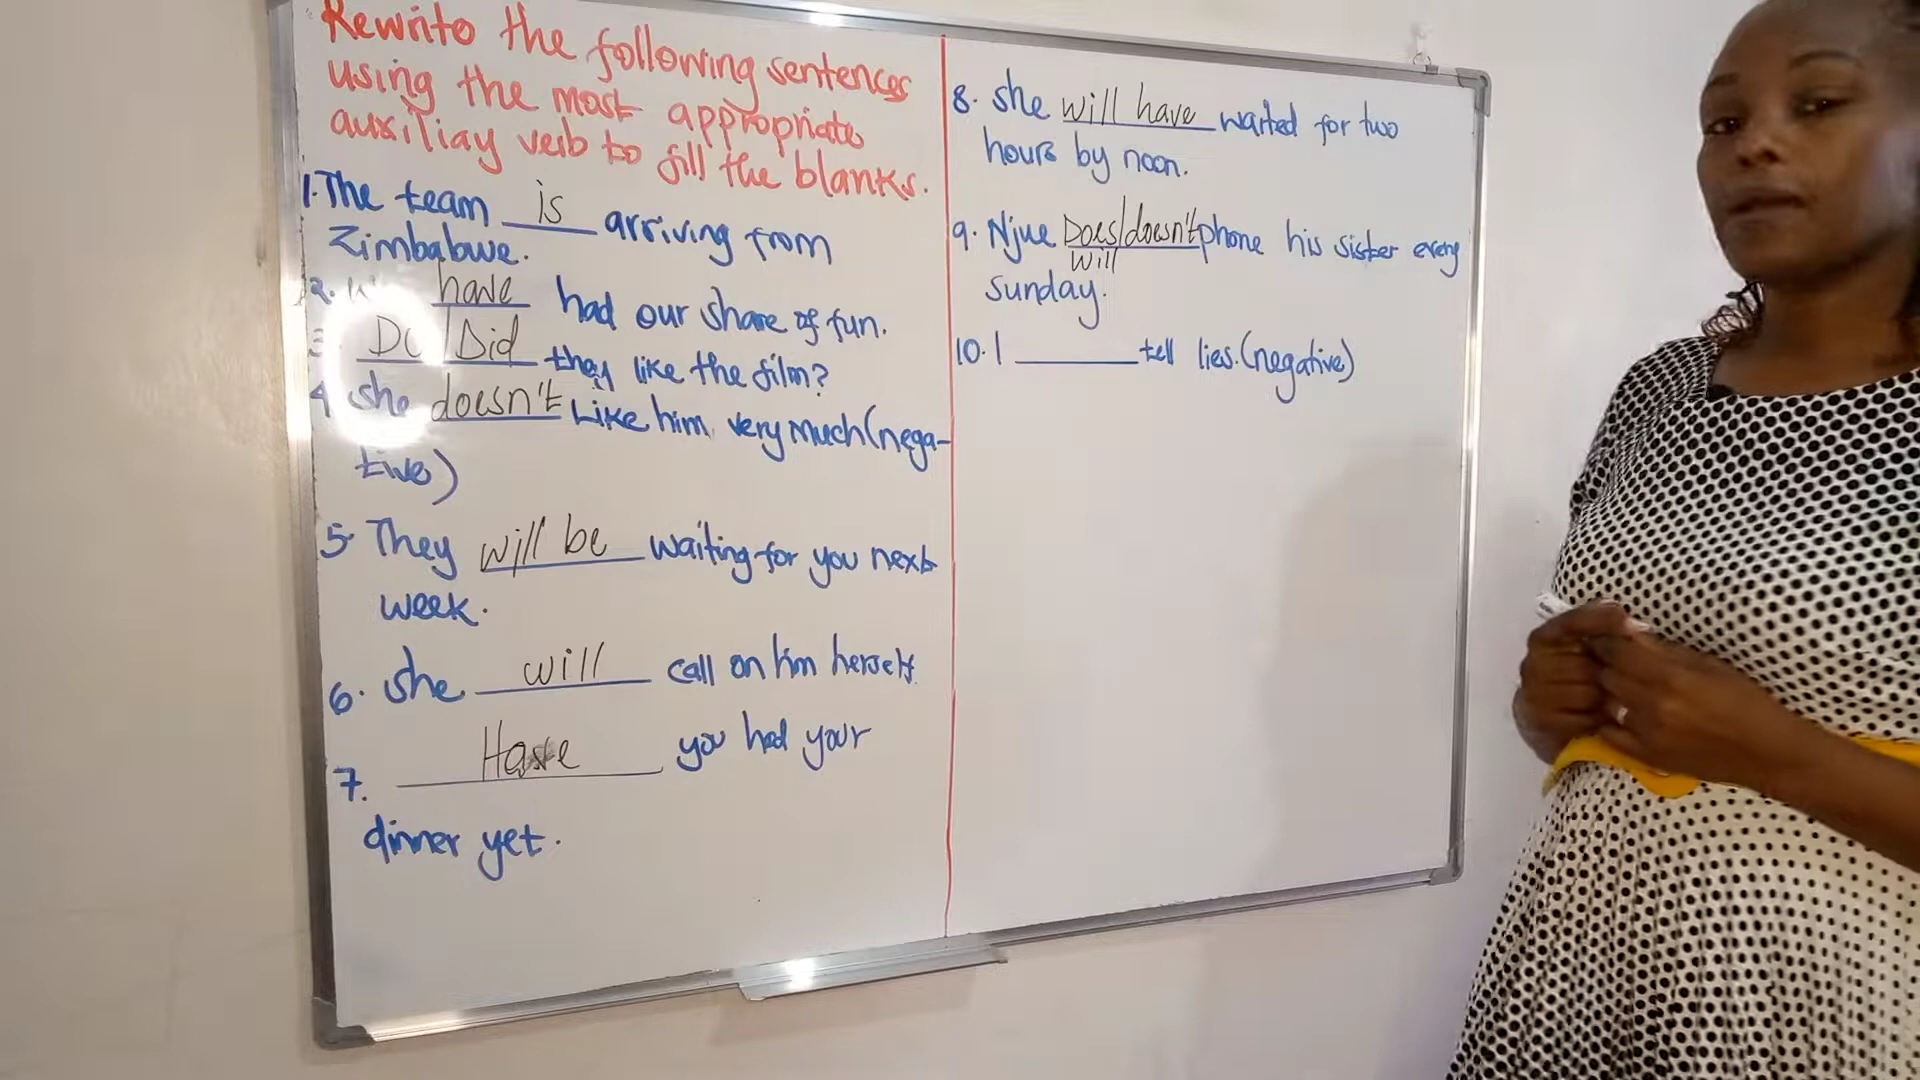 Rewrite the following sentences
using the most appropriate
auxiliay verb to fill the blanks.
1. The team is arriving from
Zimbabwe.
2. have had our share of fun.
3. Do/Did they like the film?
4 she doesn't like him very much (nega-
tive)
5. They will be waiting for you next
week.
6. she will call on him herself.
7. Have you had your
dinner yet.
8. she will have waited for two
hours by noon.
9. Njue Does/doesn't phone his sister every
will
sunday.
10. I tell lies. (negative)